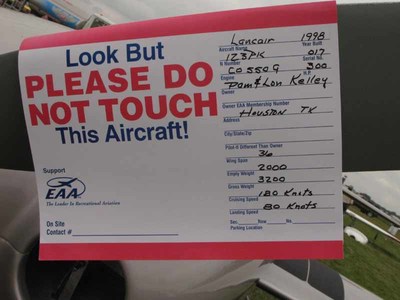 Look But
PLEASE DO
NOT TOUCH
This Aircraft!
Support
EAA
The Leader In Recreational Aviation
On Site
Contact #
Lancair 1998
Aircraft Name Year Built
123PK 017
N Number Serial No.
CO 550G 300
Engine H.P.
Pam & Lon Kelley
Owner
Owner EAA Membership Number
Houston TX
Address
City/State/Zip
Pilot-If Different Than Owner
36
Wing Span
2000
Empty Weight
3200
Gross Weight
180 Knots
Cruising Speed
80 Knots
Landing Speed
No
Parking Location